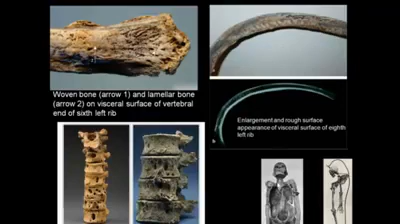 Woven bone (arrow 1) and lamellar bone
(arrow 2) on visceral surface of vertebral
end of sixth left rib
Enlargement and rough surface
appearance of visceral surface of eighth
left rib